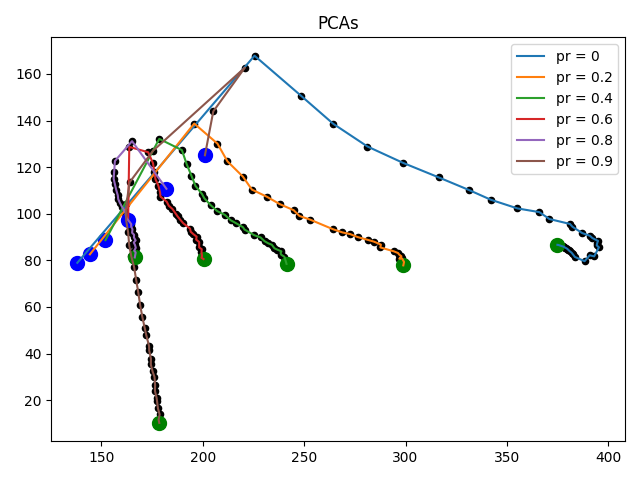 PCAs
pr = 0
pr = 0.2
pr = 0.4
pr = 0.6
pr = 0.8
pr = 0.9
160
140
120
100
80
60
40
20
150 200 250 300 350 400